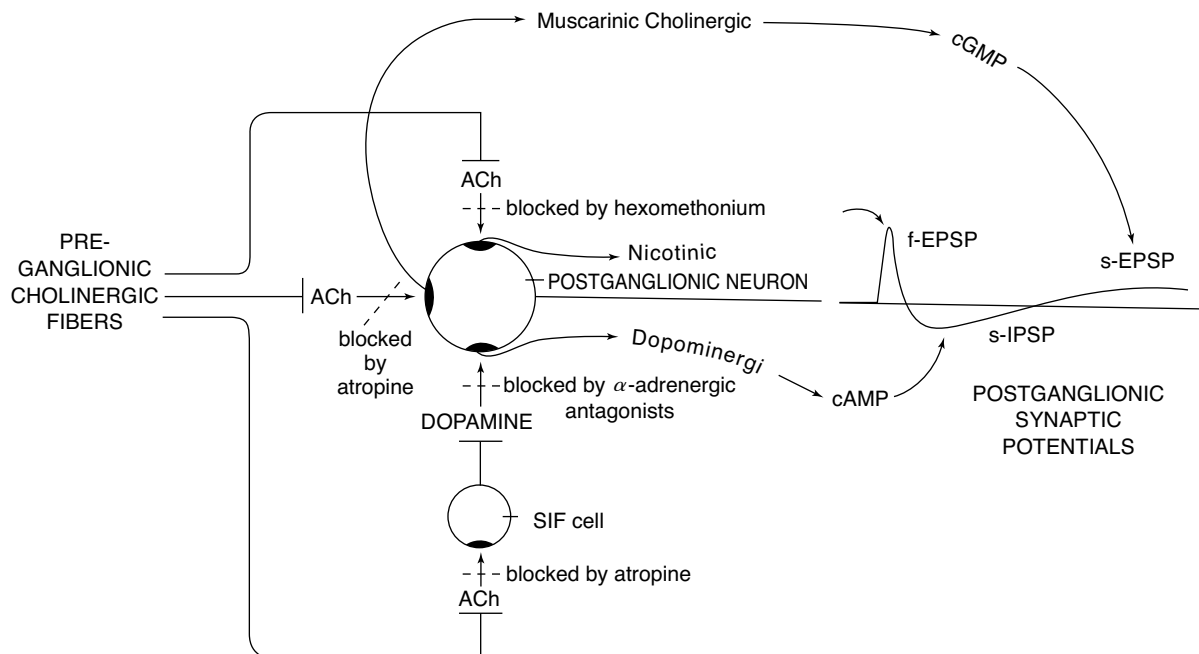 Muscarinic Cholinergic
cGMP
ACh
blocked by hexomethonium
PRE-
GANGLIONIC
CHOLINERGIC
FIBERS
Nicotinic
f-EPSP
s-EPSP
POSTGANGLIONIC NEURON
ACh
blocked
by
atropine
s-IPSP
Dopominergi
cAMP
blocked by α-adrenergic
antagonists
DOPAMINE
POSTGANGLIONIC
SYNAPTIC
POTENTIALS
SIF cell
blocked by atropine
ACh